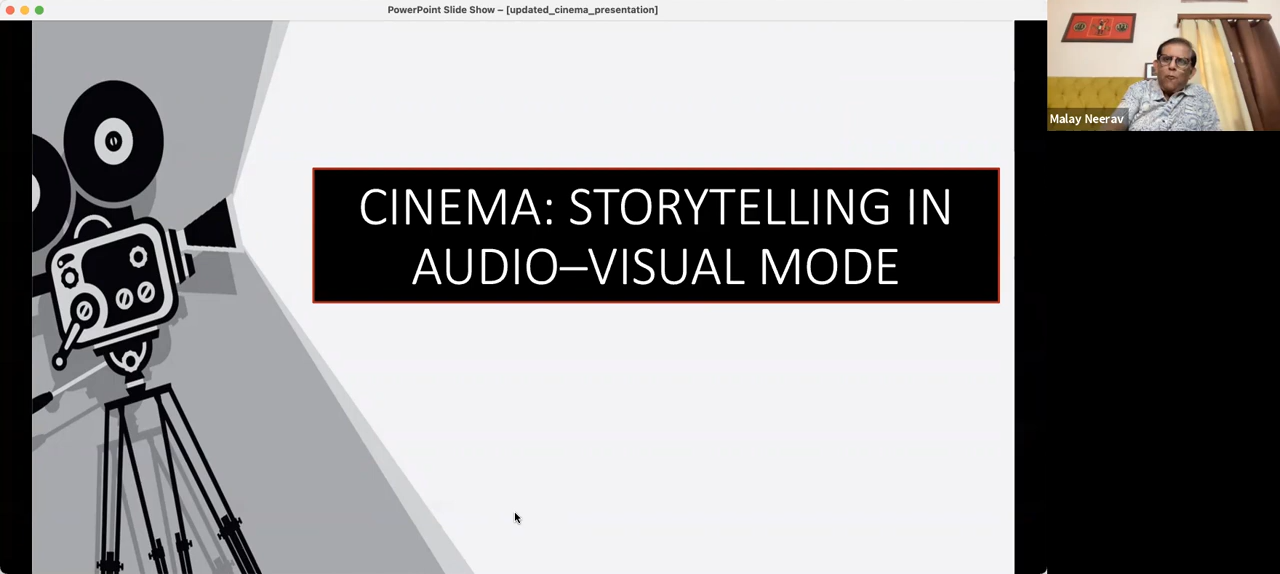 PowerPoint Slide Show – [updated_cinema_presentation]
CINEMA: STORYTELLING IN
AUDIO–VISUAL MODE
Malay Neerav